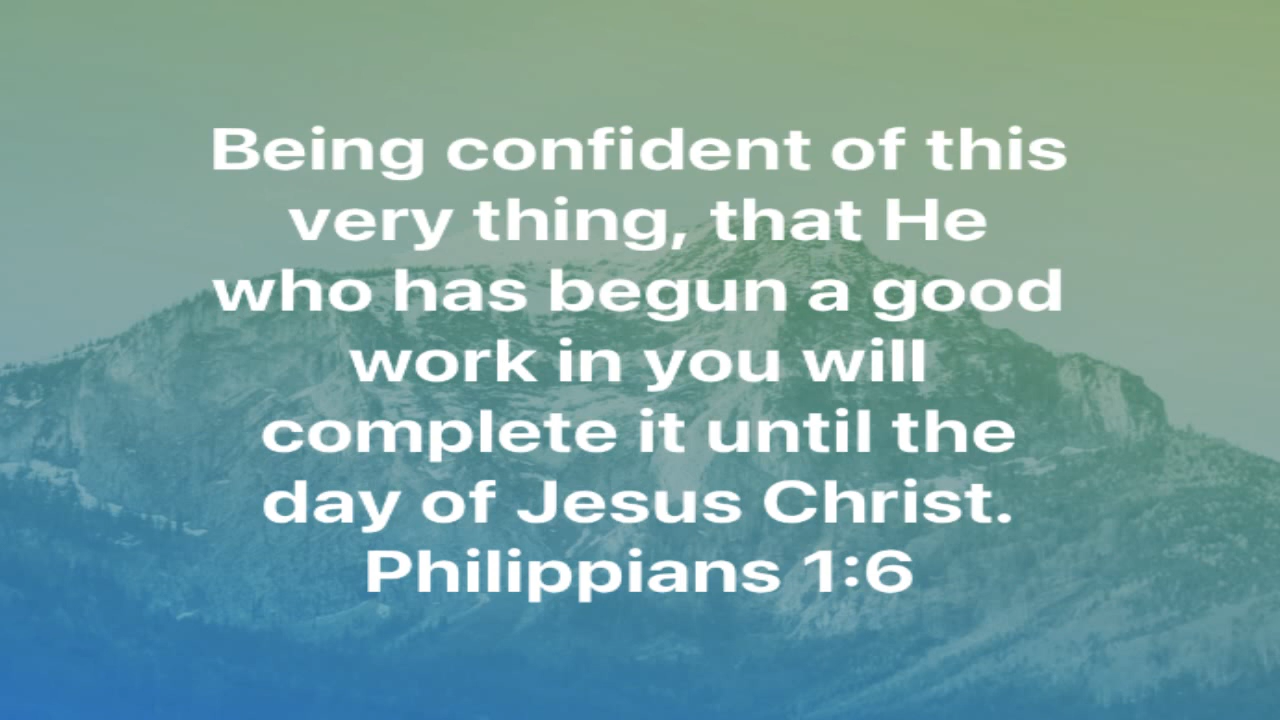 Being confident of this
very thing, that He
who has begun a good
work in you will
complete it until the
day of Jesus Christ.
Philippians 1:6